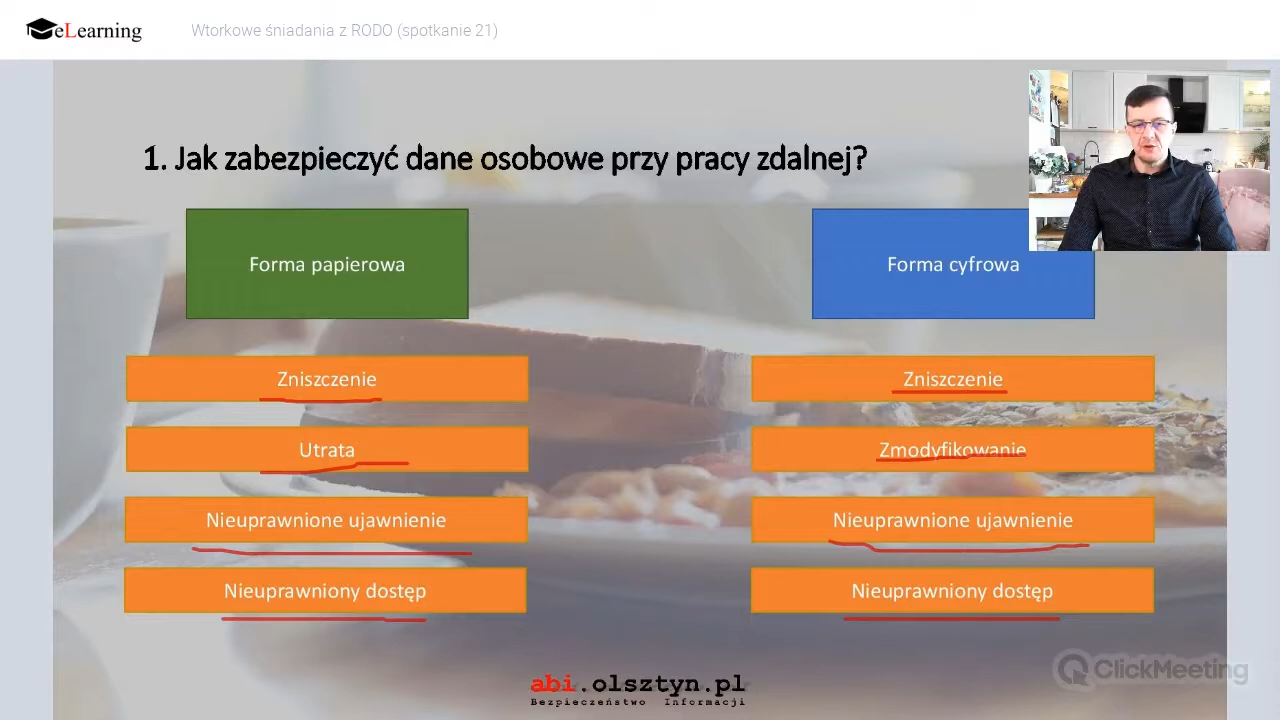 eLearning
Wtorkowe śniadania z RODO (spotkanie 21)
1. Jak zabezpieczyć dane osobowe przy pracy zdalnej?
Forma papierowa
Forma cyfrowa
Zniszczenie
Zniszczenie
Utrata
Zmodyfikowanie
Nieuprawnione ujawnienie
Nieuprawnione ujawnienie
Nieuprawniony dostęp
Nieuprawniony dostęp
ClickMeeting
abi.olsztyn.pl
Bezpieczeństwo Informacji